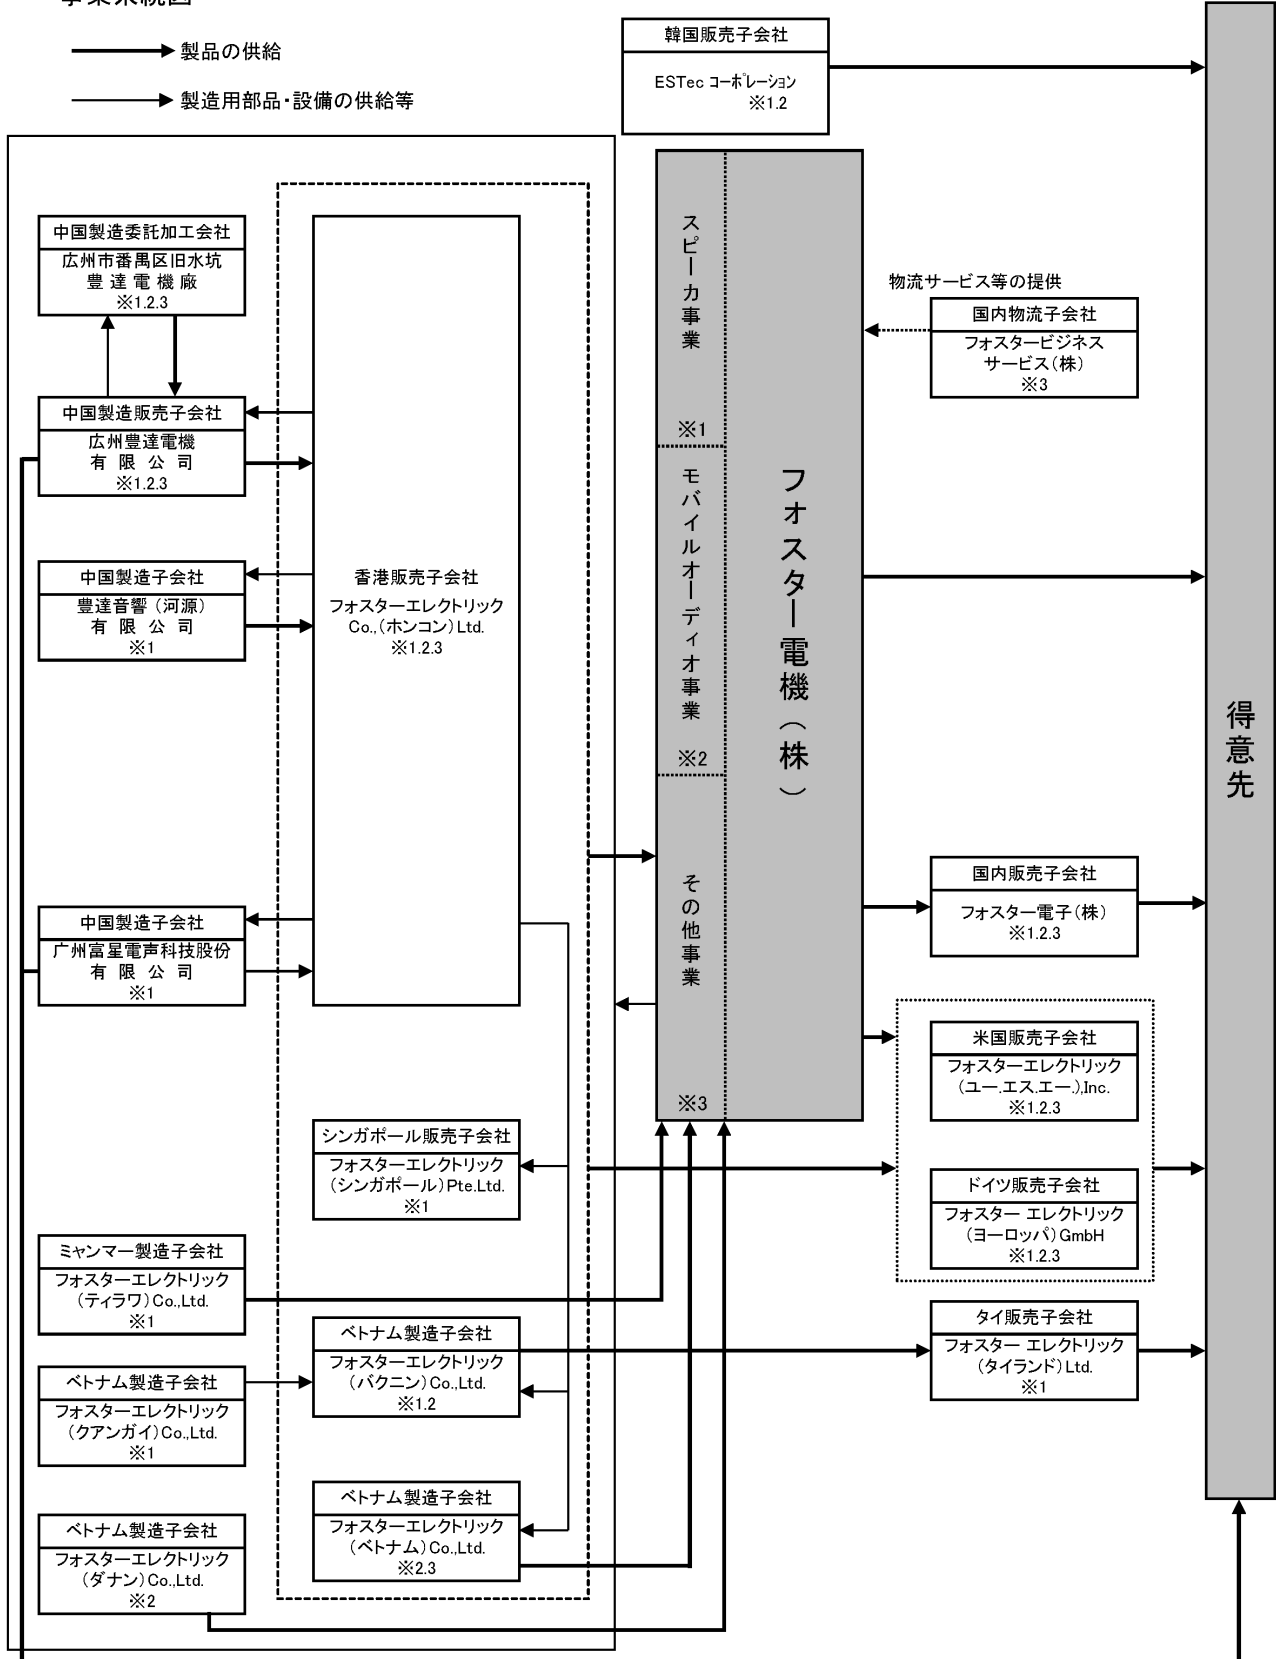 事業系統図
製品の供給
製造用部品・設備の供給等
韓国販売子会社
ESTec コーポレーション
※1.2
中国製造委託加工会社
広州市番禺区旧水坑
豊達電機廠
※1.2.3
中国製造販売子会社
広州豊達電機
有限公司
※1.2.3
中国製造子会社
豊達音響（河源）
有限公司
※1
中国製造子会社
广州富星電声科技股份
有限公司
※1
香港販売子会社
フォスターエレクトリック
Co.,（ホンコン）Ltd.
※1.2.3
シンガポール販売子会社
フォスターエレクトリック
（シンガポール）Pte.Ltd.
※1
ミャンマー製造子会社
フォスターエレクトリック
（ティラワ）Co.,Ltd.
※1
ベトナム製造子会社
フォスターエレクトリック
（バクニン）Co.,Ltd.
※1.2
ベトナム製造子会社
フォスターエレクトリック
（クアンガイ）Co.,Ltd.
※1
ベトナム製造子会社
フォスターエレクトリック
（ベトナム）Co.,Ltd.
※2.3
ベトナム製造子会社
フォスターエレクトリック
（ダナン）Co.,Ltd.
※2
スピーカ事業
※1
モバイルオーディオ事業
※2
その他事業
※3
フォスター電機（株）
物流サービス等の提供
国内物流子会社
フォスタービジネス
サービス（株）
※3
国内販売子会社
フォスター電子（株）
※1.2.3
米国販売子会社
フォスターエレクトリック
（ユー.エス.エー.）,Inc.
※1.2.3
ドイツ販売子会社
フォスター エレクトリック
（ヨーロッパ）GmbH
※1.2.3
タイ販売子会社
フォスター エレクトリック
（タイランド）Ltd.
※1
得意先